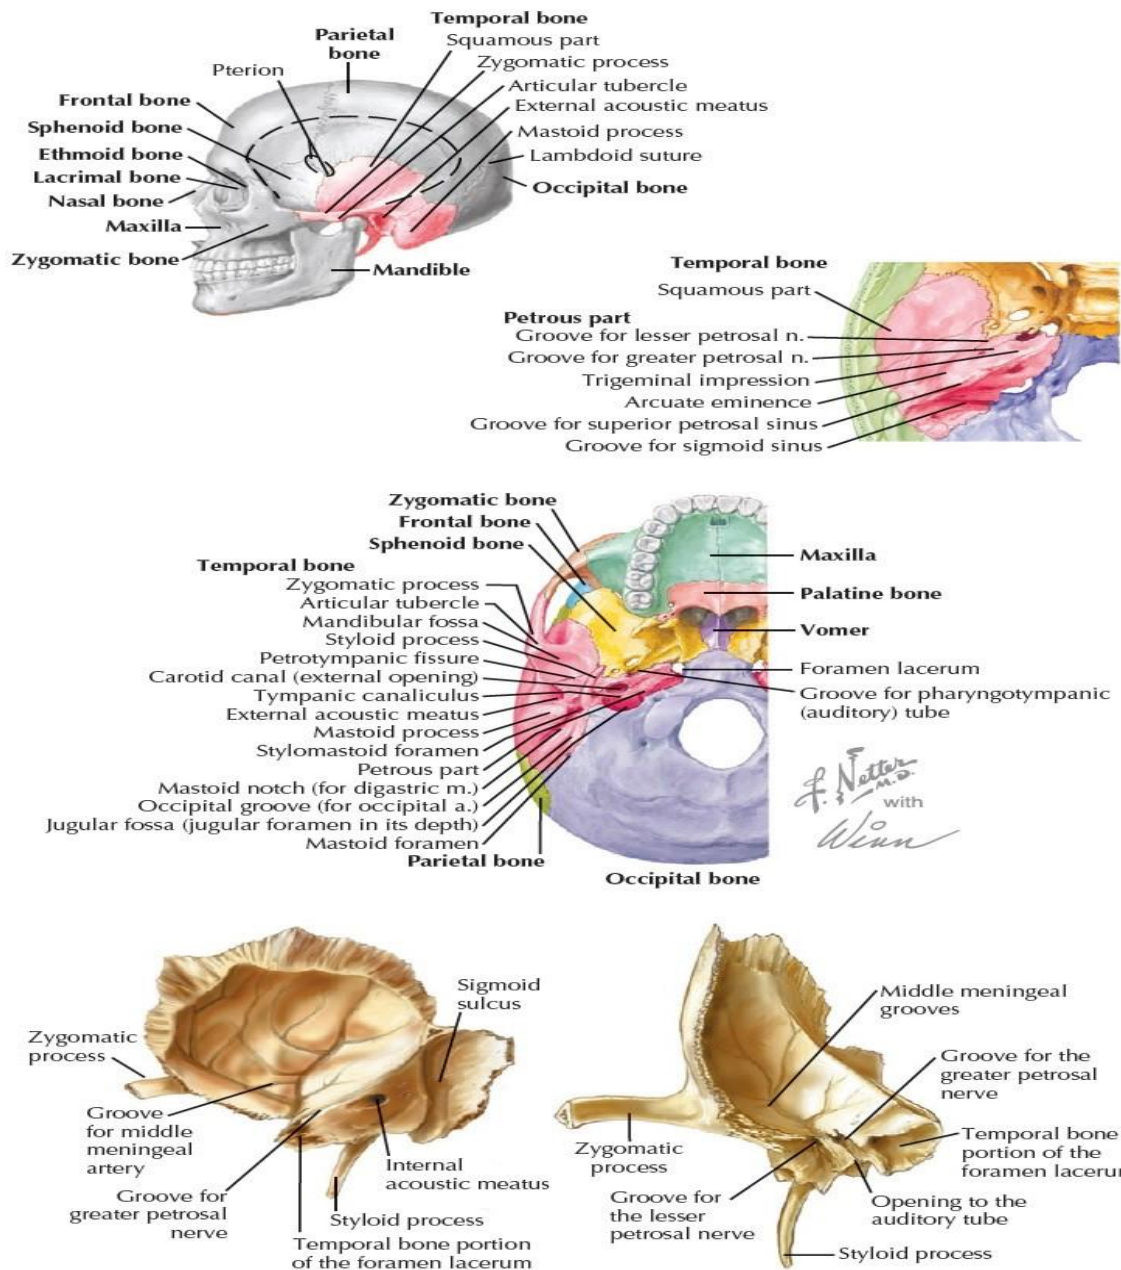 Temporal bone
Squamous part
Zygomatic process
Articular tubercle
External acoustic meatus
Mastoid process
Lambdoid suture
Occipital bone
Parietal
bone
Pterion
Frontal bone
Sphenoid bone
Ethmoid bone
Lacrimal bone
Nasal bone
Maxilla
Zygomatic bone
Mandible
Temporal bone
Squamous part
Petrous part
Groove for lesser petrosal n.
Groove for greater petrosal n.
Trigeminal impression
Arcuate eminence
Groove for superior petrosal sinus
Groove for sigmoid sinus
Zygomatic bone
Frontal bone
Sphenoid bone
Temporal bone
Zygomatic process
Articular tubercle
Mandibular fossa
Styloid process
Petrotympanic fissure
Carotid canal (external opening)
Tympanic canaliculus
External acoustic meatus
Mastoid process
Stylomastoid foramen
Petrous part
Mastoid notch (for digastric m.)
Occipital groove (for occipital a.)
Jugular fossa (jugular foramen in its depth)
Mastoid foramen
Parietal bone
Occipital bone
Maxilla
Palatine bone
Vomer
Foramen lacerum
Groove for pharyngotympanic
(auditory) tube
F. Netter
M.D.
with
Winn
Zygomatic
process
Groove
for middle
meningeal
artery
Groove for
greater petrosal
nerve
Sigmoid
sulcus
Internal
acoustic meatus
Styloid process
Temporal bone portion
of the foramen lacerum
Middle meningeal
grooves
Groove for the
greater petrosal
nerve
Temporal bone
portion of the
foramen lacerum
Opening to the
auditory tube
Styloid process
Zygomatic
process
Groove for
the lesser
petrosal nerve